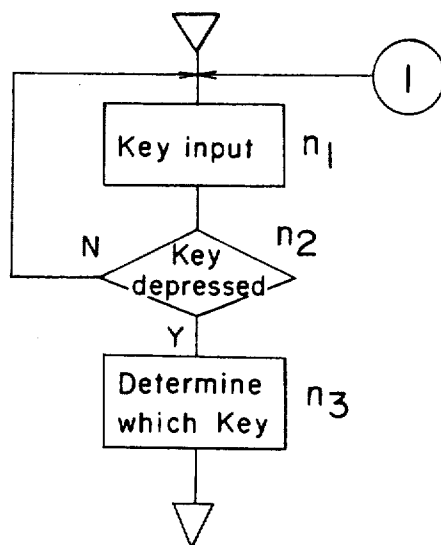 1
Key input
n1
N
n2
Key
depressed
Y
Determine
which Key
n3